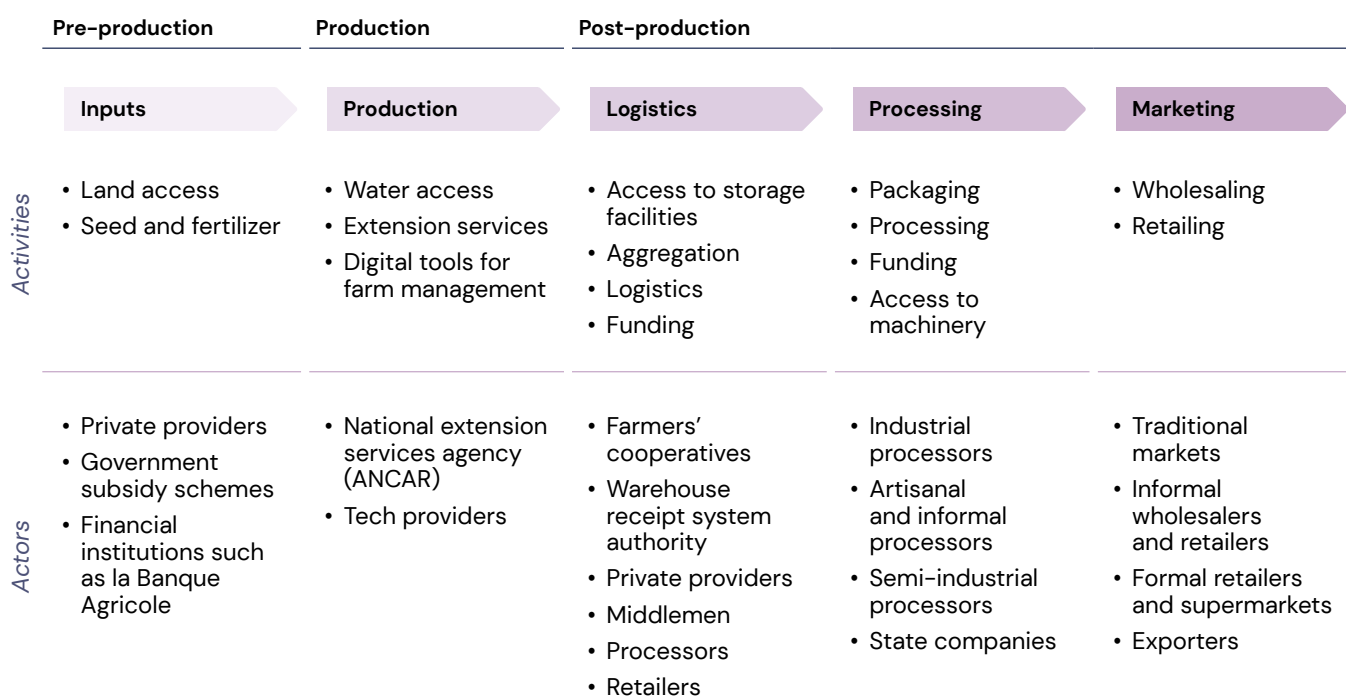 Pre-production
Production
Post-production
Inputs
Production
Logistics
Processing
Marketing
Activities
• Land access
• Seed and fertilizer
• Water access
• Extension services
• Digital tools for
farm management
• Access to storage
facilities
• Aggregation
• Logistics
• Funding
• Packaging
• Processing
• Funding
• Access to
machinery
• Wholesaling
• Retailing
Actors
• Private providers
• Government
subsidy schemes
• Financial
institutions such
as la Banque
Agricole
• National extension
services agency
(ANCAR)
• Tech providers
• Farmers’
cooperatives
• Warehouse
receipt system
authority
• Private providers
• Middlemen
• Processors
• Retailers
• Industrial
processors
• Artisanal
and informal
processors
• Semi-industrial
processors
• State companies
• Traditional
markets
• Informal
wholesalers
and retailers
• Formal retailers
and supermarkets
• Exporters